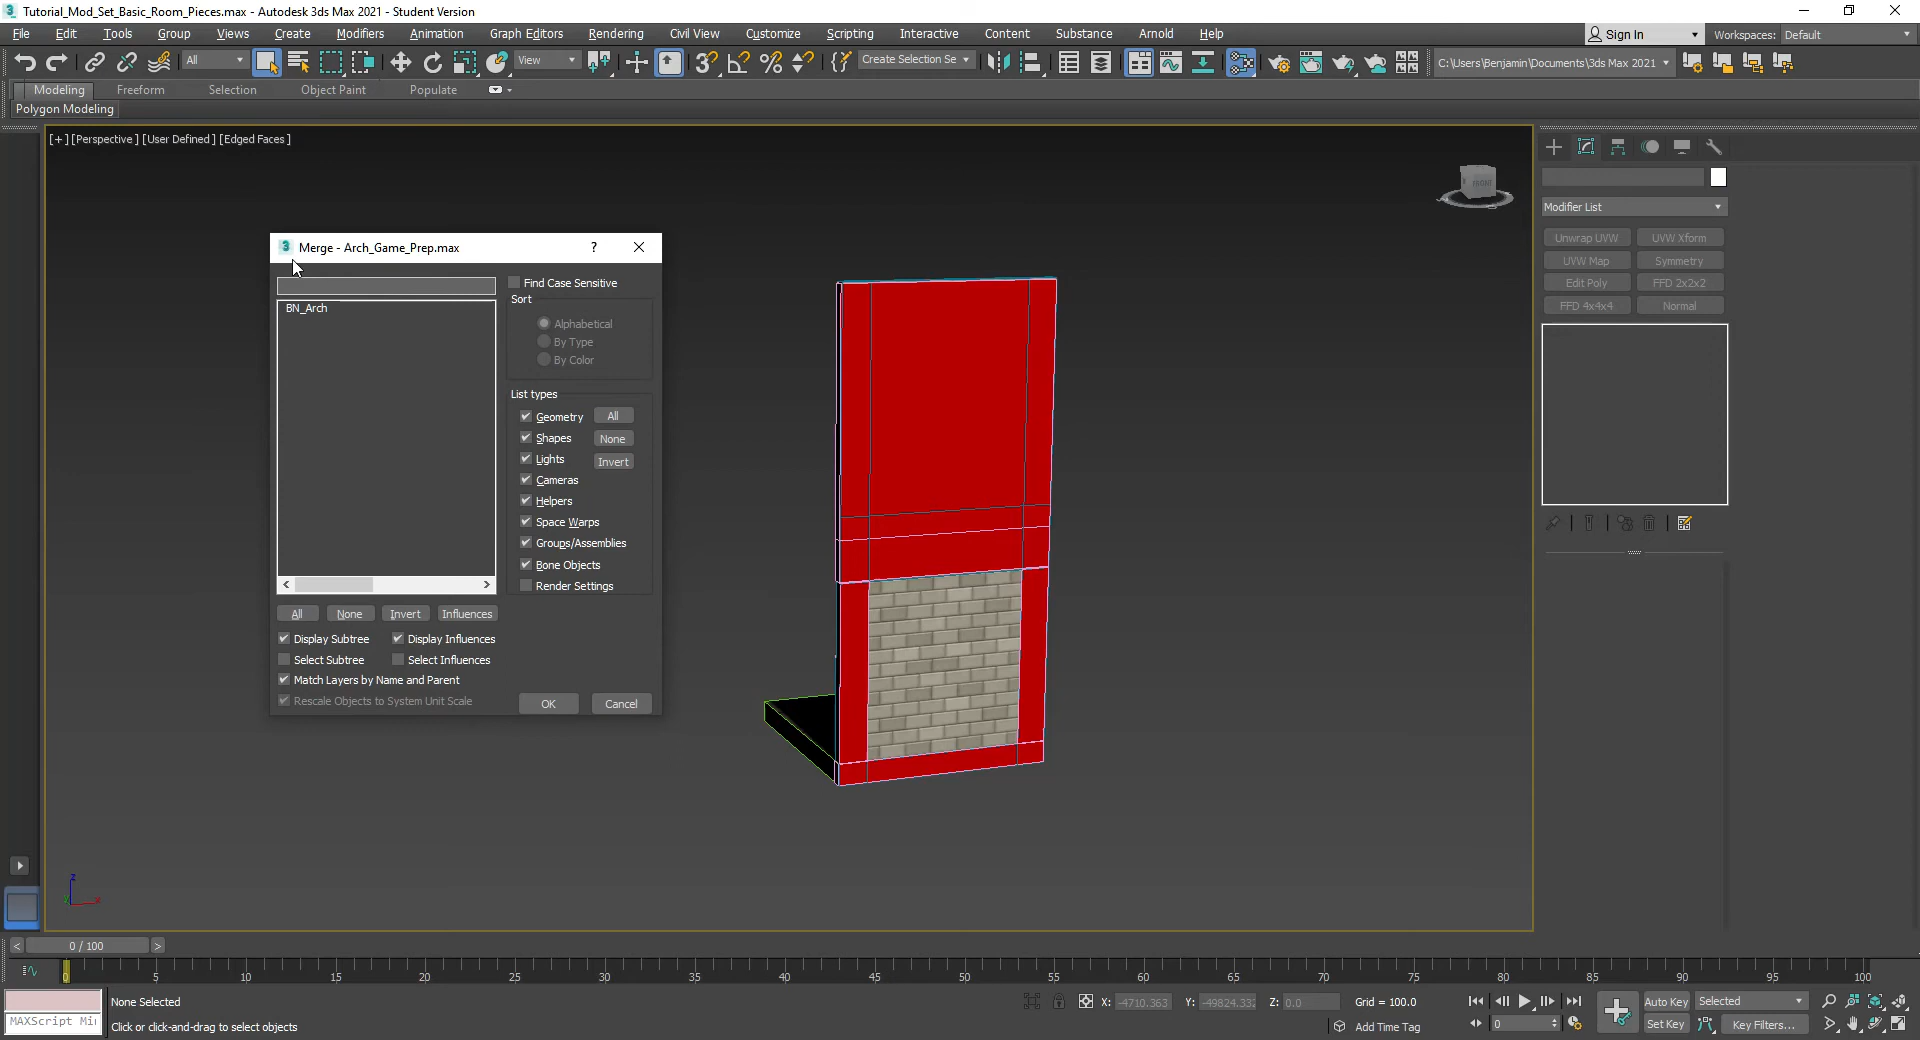 Tutorial_Mod_Set_Basic_Room_Pieces.max - Autodesk 3ds Max 2021 - Student Version
File Edit Tools Group Views Create Modifiers Animation Graph Editors Rendering Civil View Customize Scripting Interactive Content Substance Arnold Help Sign In Workspaces: Default
All View Create Selection Se C:\Users\Benjamin\Documents\3ds Max 2021
Modeling Freeform Selection Object Paint Populate
Polygon Modeling
[+] [Perspective] [User Defined] [Edged Faces]
FRONT
Modifier List
Unwrap UVW UVW Xform
UVW Map Symmetry
Edit Poly FFD 2x2x2
FFD 4x4x4 Normal
3 Merge - Arch_Game_Prep.max ?
Find Case Sensitive
Sort
BN_Arch
Alphabetical
By Type
By Color
List types
Geometry All
Shapes None
Lights Invert
Cameras
Helpers
Space Warps
Groups/Assemblies
Bone Objects
Render Settings
All None Invert Influences
Display Subtree Display Influences
Select Subtree Select Influences
Match Layers by Name and Parent
Rescale Objects to System Unit Scale
OK Cancel
z
x
< 0 / 100 >
0 5 10 15 20 25 30 35 40 45 50 55 60 65 70 75 80 85 90 95 100
None Selected X: -4710.363 Y: -49824.332 Z: 0.0 Grid = 100.0 Auto Key Selected
MAXScript Mi Click or click-and-drag to select objects Add Time Tag 0 Set Key Key Filters...